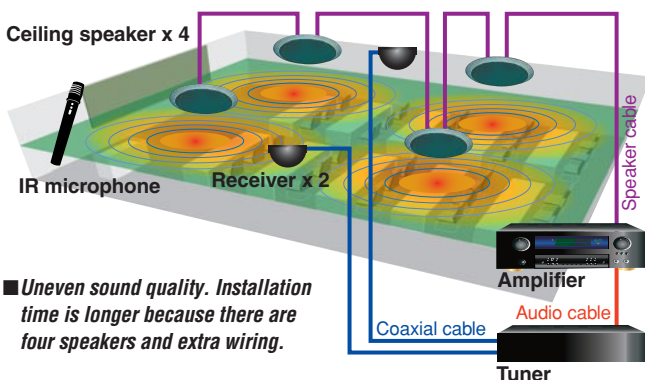 Ceiling speaker x 4
IR microphone
Receiver x 2
Speaker cable
Amplifier
■Uneven sound quality. Installation
time is longer because there are
four speakers and extra wiring.
Coaxial cable
Audio cable
Tuner